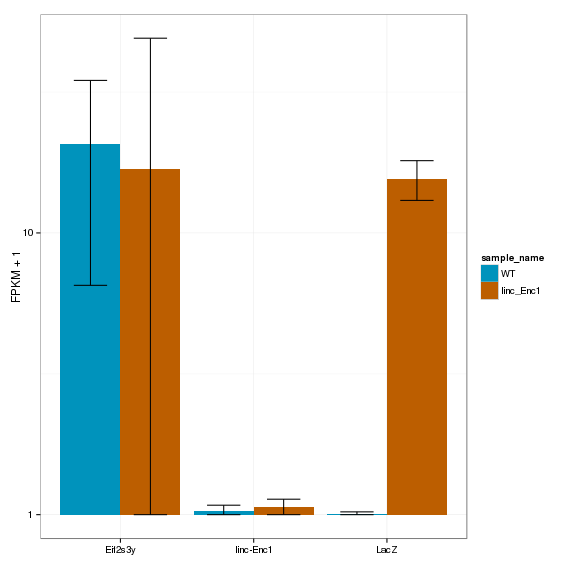 FPKM + 1
10
1
Eif2s3y
linc-Enc1
LacZ
sample_name
WT
linc_Enc1